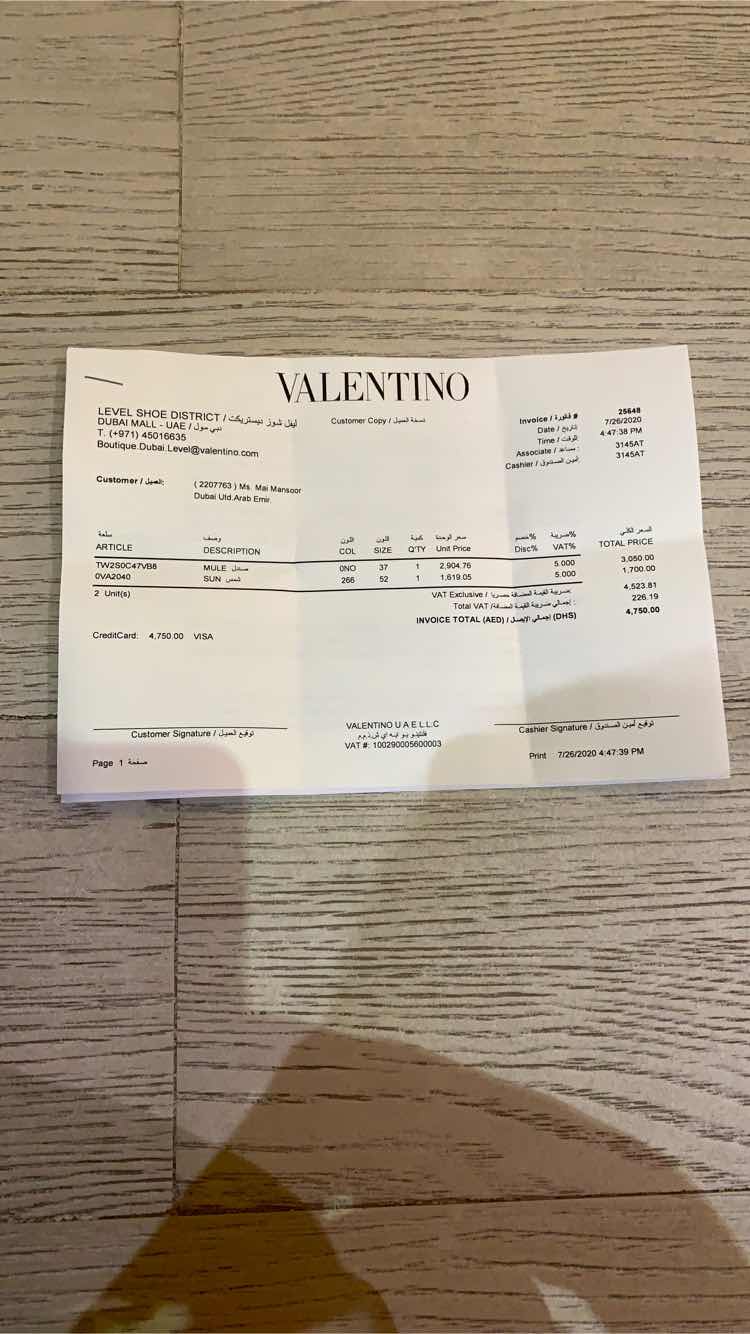 VALENTINO
LEVEL SHOE DISTRICT / ليفل شوز ديستريكت
DUBAI MALL - UAE / دبي مول
T. (+971) 45016635
Boutique.Dubai.Level@valentino.com
Customer Copy / نسخة العميل
Invoice / فاتورة # 25648
Date / تاريخ : 7/26/2020
Time / الوقت: 4:47:38 PM
Associate / مساعد : 3145AT
Cashier / أمين الصندوق : 3145AT
Customer / العميل: ( 2207763 ) Ms. Mai Mansoor
Dubai Utd.Arab Emir.
سلعة وصف اللون اللون كمية سعر الوحدة خصم% ضريبة% السعر الكلي
ARTICLE DESCRIPTION COL SIZE Q'TY Unit Price Disc% VAT% TOTAL PRICE
TW2S0C47VB8 MULE صندل 0NO 37 1 2,904.76 5.000 3,050.00
0VA2040 SUN شمس 266 52 1 1,619.05 5.000 1,700.00
2 Unit(s)
VAT Exclusive / ضريبة القيمة المضافة حصريا: 4,523.81
Total VAT / إجمالي ضريبة القيمة المضافة : 226.19
INVOICE TOTAL (AED) / إجمالي الإيصال (DHS) 4,750.00
CreditCard: 4,750.00 VISA
Customer Signature / توقيع العميل
VALENTINO U A E L.L.C
فلنتينو يو ايه اي ش.ذ.م.م
VAT #: 100290005600003
Cashier Signature / توقيع أمين الصندوق
Page 1 صفحة
Print 7/26/2020 4:47:39 PM